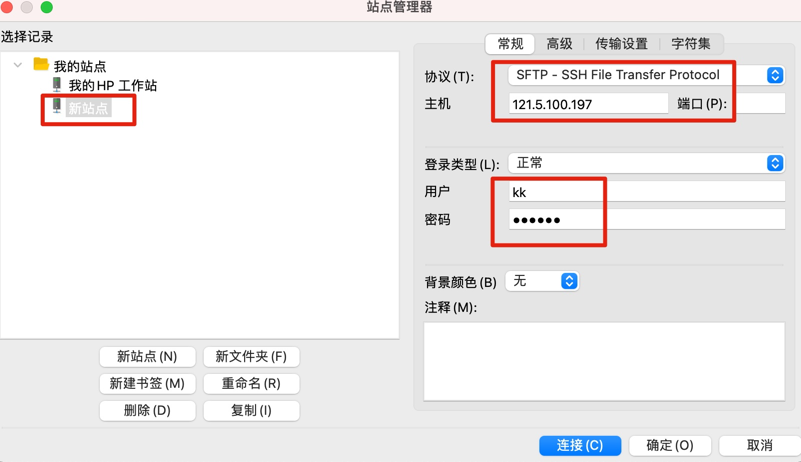 站点管理器
选择记录
我的站点
我的HP 工作站
新站点
新站点(N)
新文件夹(F)
新建书签(M)
重命名(R)
删除(D)
复制(I)
常规
高级
传输设置
字符集
协议(T):
SFTP - SSH File Transfer Protocol
主机
121.5.100.197
端口(P):
登录类型(L):
正常
用户
kk
密码
●●●●●●
背景颜色(B)
无
注释(M):
连接(C)
确定(O)
取消